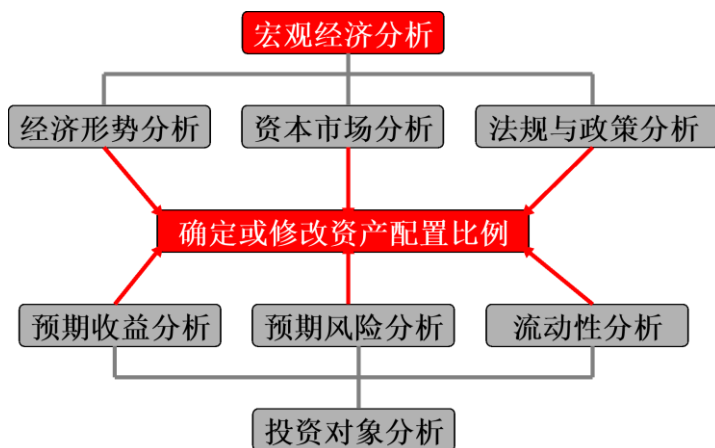 宏观经济分析
经济形势分析
资本市场分析
法规与政策分析
确定或修改资产配置比例
预期收益分析
预期风险分析
流动性分析
投资对象分析